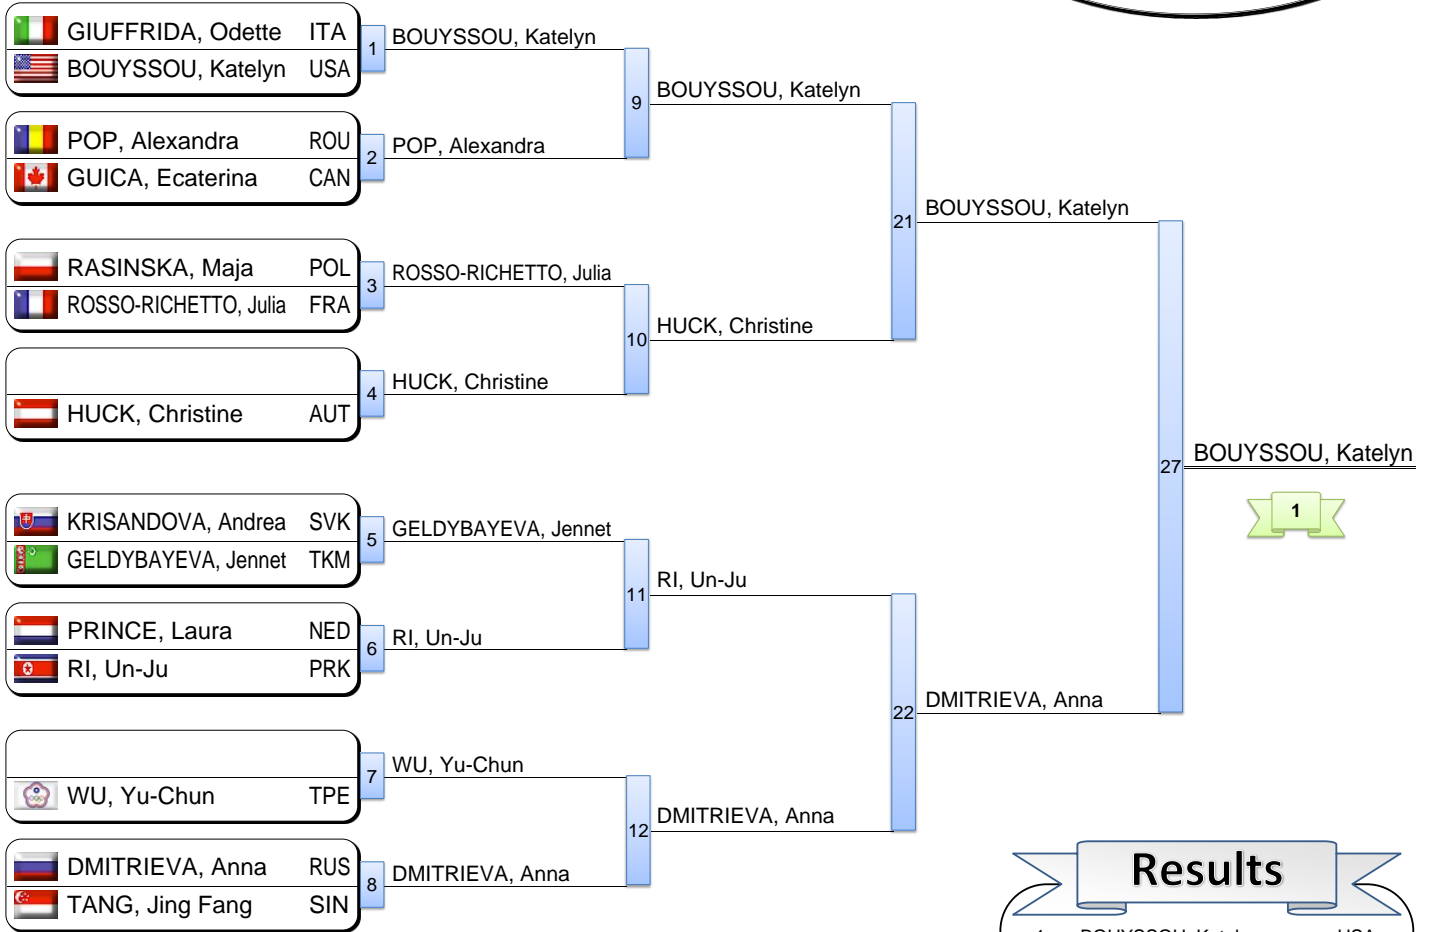 GIUFFRIDA, Odette ITA
BOUYSSOU, Katelyn USA
1
BOUYSSOU, Katelyn
POP, Alexandra ROU
GUICA, Ecaterina CAN
2
POP, Alexandra
9
BOUYSSOU, Katelyn
RASINSKA, Maja POL
ROSSO-RICHETTO, Julia FRA
3
ROSSO-RICHETTO, Julia
HUCK, Christine AUT
4
HUCK, Christine
10
HUCK, Christine
21
BOUYSSOU, Katelyn
KRISANDOVA, Andrea SVK
GELDYBAYEVA, Jennet TKM
5
GELDYBAYEVA, Jennet
PRINCE, Laura NED
RI, Un-Ju PRK
6
RI, Un-Ju
11
RI, Un-Ju
WU, Yu-Chun TPE
7
WU, Yu-Chun
DMITRIEVA, Anna RUS
TANG, Jing Fang SIN
8
DMITRIEVA, Anna
12
DMITRIEVA, Anna
22
DMITRIEVA, Anna
27
BOUYSSOU, Katelyn
1
Results
1 BOUYSSOU, Katelyn USA